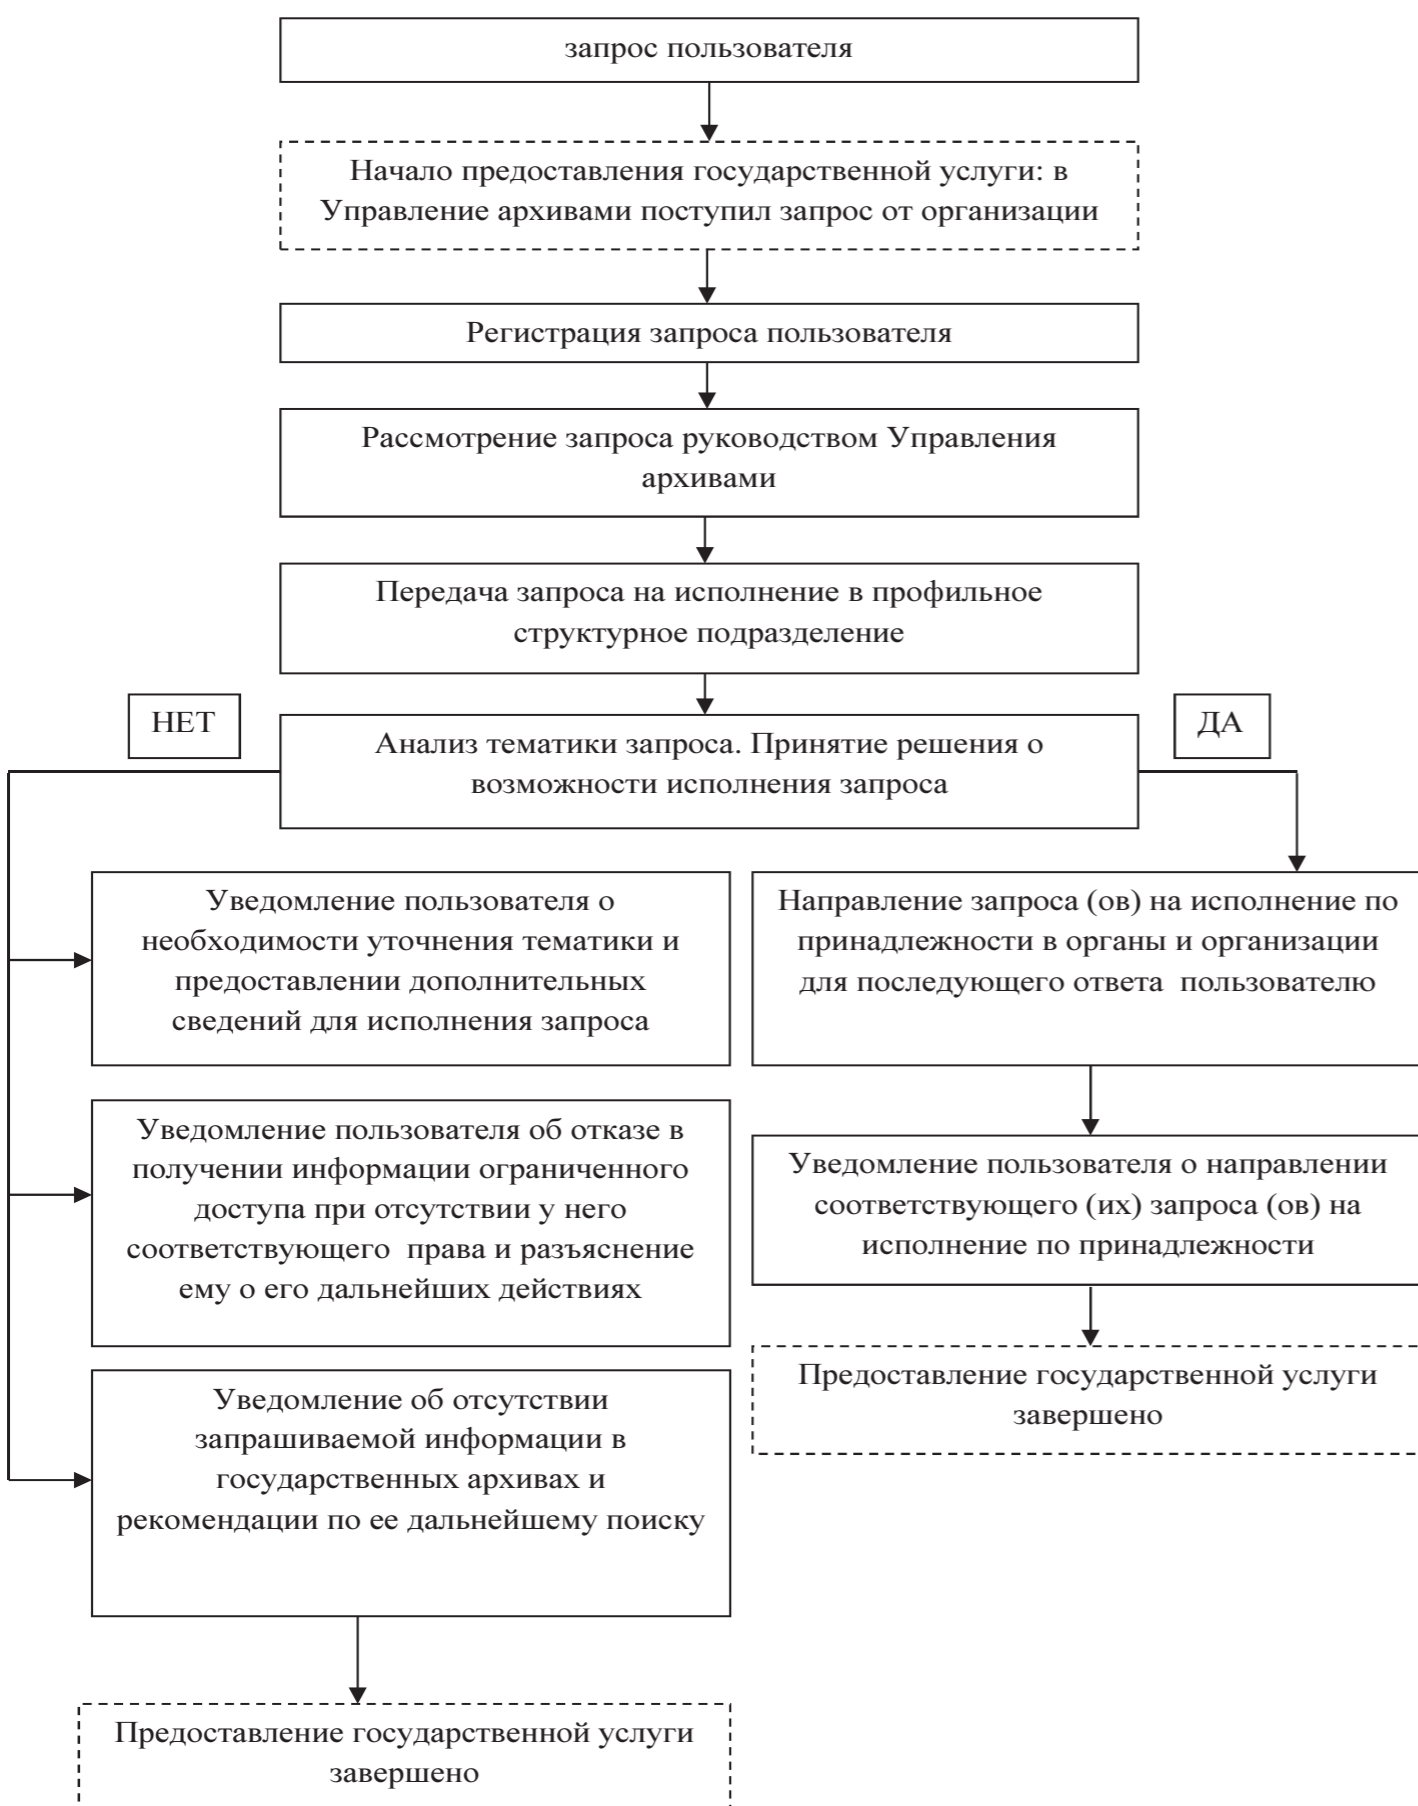 запрос пользователя
Начало предоставления государственной услуги: в
Управление архивами поступил запрос от организации
Регистрация запроса пользователя
Рассмотрение запроса руководством Управления
архивами
Передача запроса на исполнение в профильное
структурное подразделение
НЕТ
ДА
Анализ тематики запроса. Принятие решения о
возможности исполнения запроса
Уведомление пользователя о
необходимости уточнения тематики и
предоставлении дополнительных
сведений для исполнения запроса
Направление запроса (ов) на исполнение по
принадлежности в органы и организации
для последующего ответа  пользователю
Уведомление пользователя об отказе в
получении информации ограниченного
доступа при отсутствии у него
соответствующего  права и разъяснение
ему о его дальнейших действиях
Уведомление пользователя о направлении
соответствующего (их) запроса (ов) на
исполнение по принадлежности
Предоставление государственной услуги
завершено
Уведомление об отсутствии
запрашиваемой информации в
государственных архивах и
рекомендации по ее дальнейшему поиску
Предоставление государственной услуги
завершено